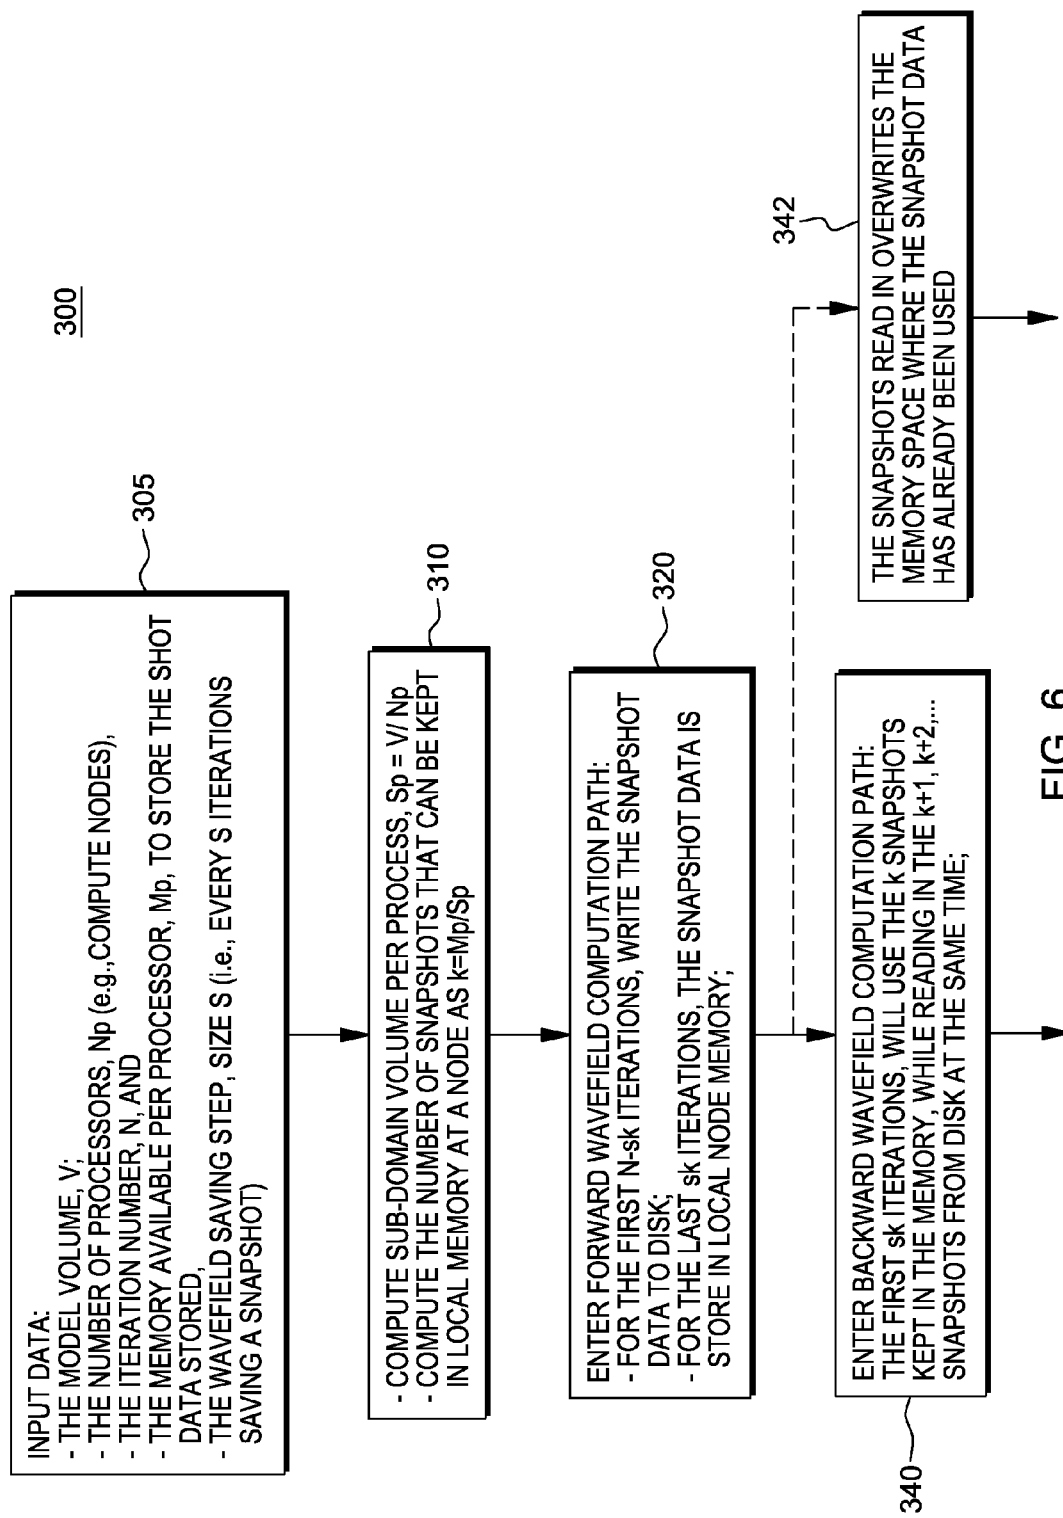 300
INPUT DATA:
- THE MODEL VOLUME, V;
- THE NUMBER OF PROCESSORS, Np (e.g.,COMPUTE NODES),
- THE ITERATION NUMBER, N, AND
- THE MEMORY AVAILABLE PER PROCESSOR, Mp, TO STORE THE SHOT
DATA STORED,
- THE WAVEFIELD SAVING STEP, SIZE S (i.e., EVERY S ITERATIONS
SAVING A SNAPSHOT)
305
- COMPUTE SUB-DOMAIN VOLUME PER PROCESS, Sp = V/ Np
- COMPUTE THE NUMBER OF SNAPSHOTS THAT CAN BE KEPT
IN LOCAL MEMORY AT A NODE AS k=Mp/Sp
310
ENTER FORWARD WAVEFIELD COMPUTATION PATH:
- FOR THE FIRST N-sk ITERATIONS, WRITE THE SNAPSHOT
DATA TO DISK;
- FOR THE LAST sk ITERATIONS, THE SNAPSHOT DATA IS
STORE IN LOCAL NODE MEMORY;
320
ENTER BACKWARD WAVEFIELD COMPUTATION PATH:
THE FIRST sk ITERATIONS, WILL USE THE k SNAPSHOTS
KEPT IN THE MEMORY, WHILE READING IN THE k+1, k+2,...
SNAPSHOTS FROM DISK AT THE SAME TIME;
340
THE SNAPSHOTS READ IN OVERWRITES THE
MEMORY SPACE WHERE THE SNAPSHOT DATA
HAS ALREADY BEEN USED
342
FIG. 6